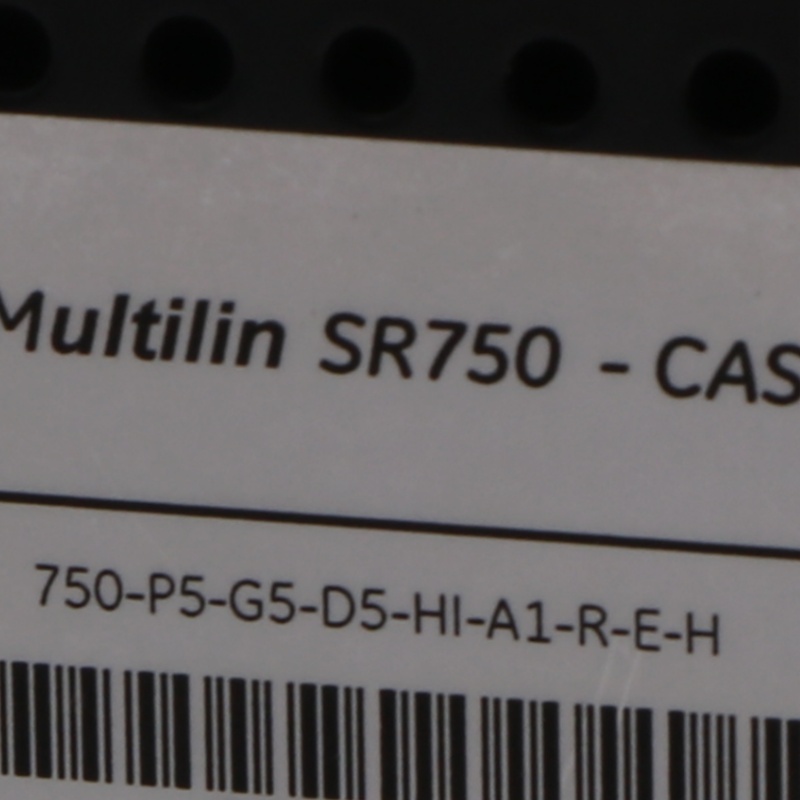 Multilin SR750 - CAS
750-P5-G5-D5-HI-A1-R-E-H